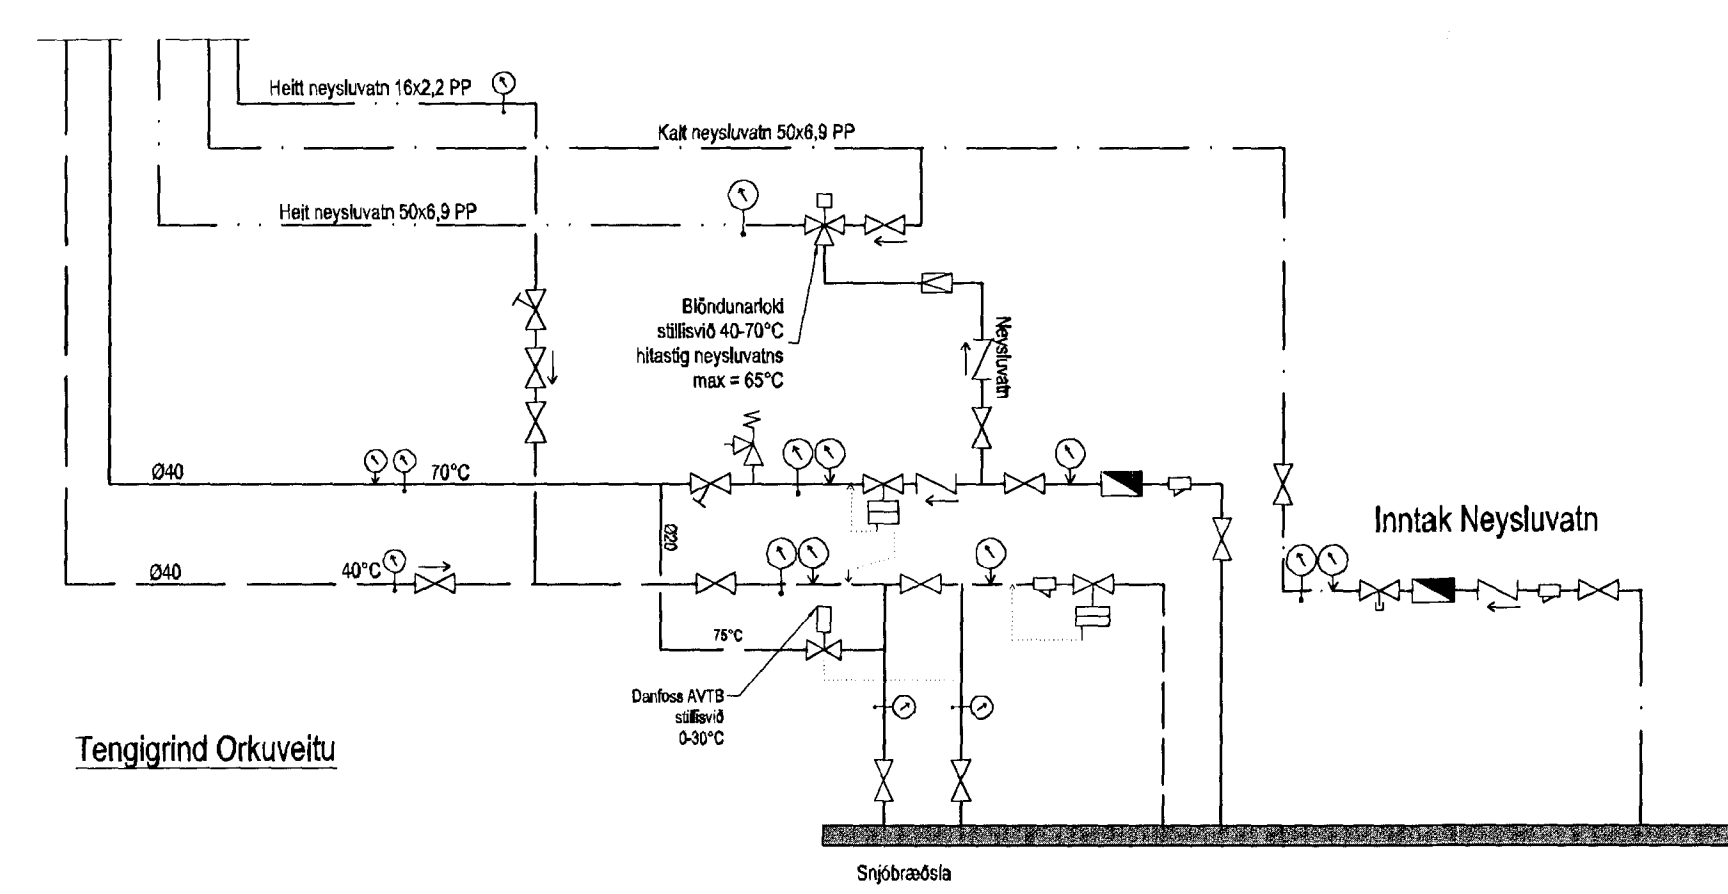 Heitt neysluvatn 16x2,2 PP
Kalt neysluvatn 50x6,9 PP
Heit neysluvatn 50x6,9 PP
Blöndunarloki
stillisvið 40-70°C
hitastig neysluvatns
max = 65°C
Neysluvatn
Ø40
70°C
Inntak Neysluvatn
Ø20
Ø40
40°C
75°C
Danfoss AVTB
stillisvið
0-30°C
Tengigrind Orkuveitu
Snjóbræðsla